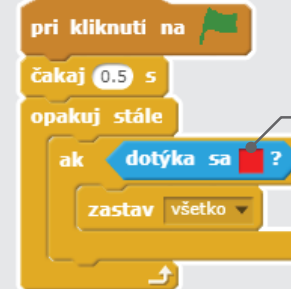 pri kliknutí na
čakaj 0.5 s
opakuj stále
ak dotýka sa ?
zastav všetko